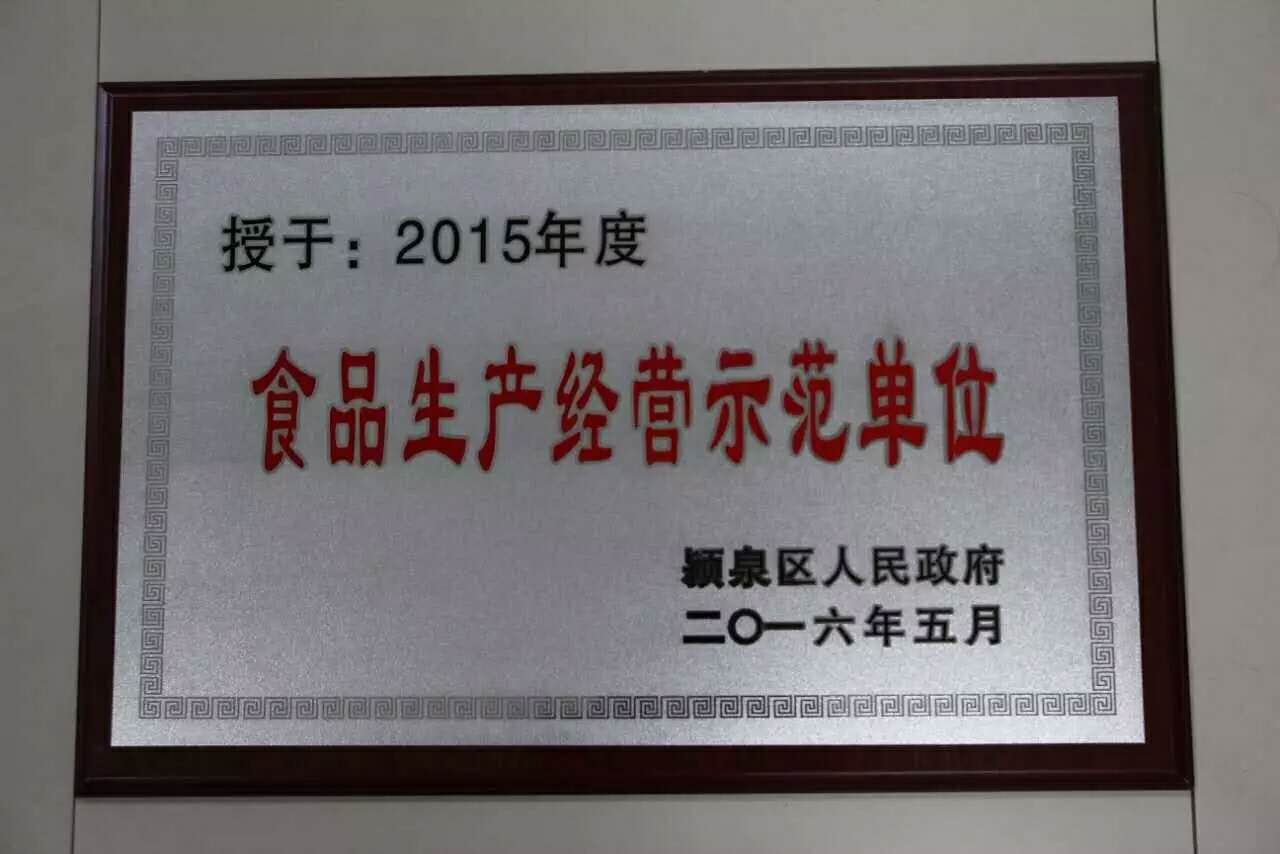 授于：2015年度
食品生产经营示范单位
颍泉区人民政府
二〇一六年五月